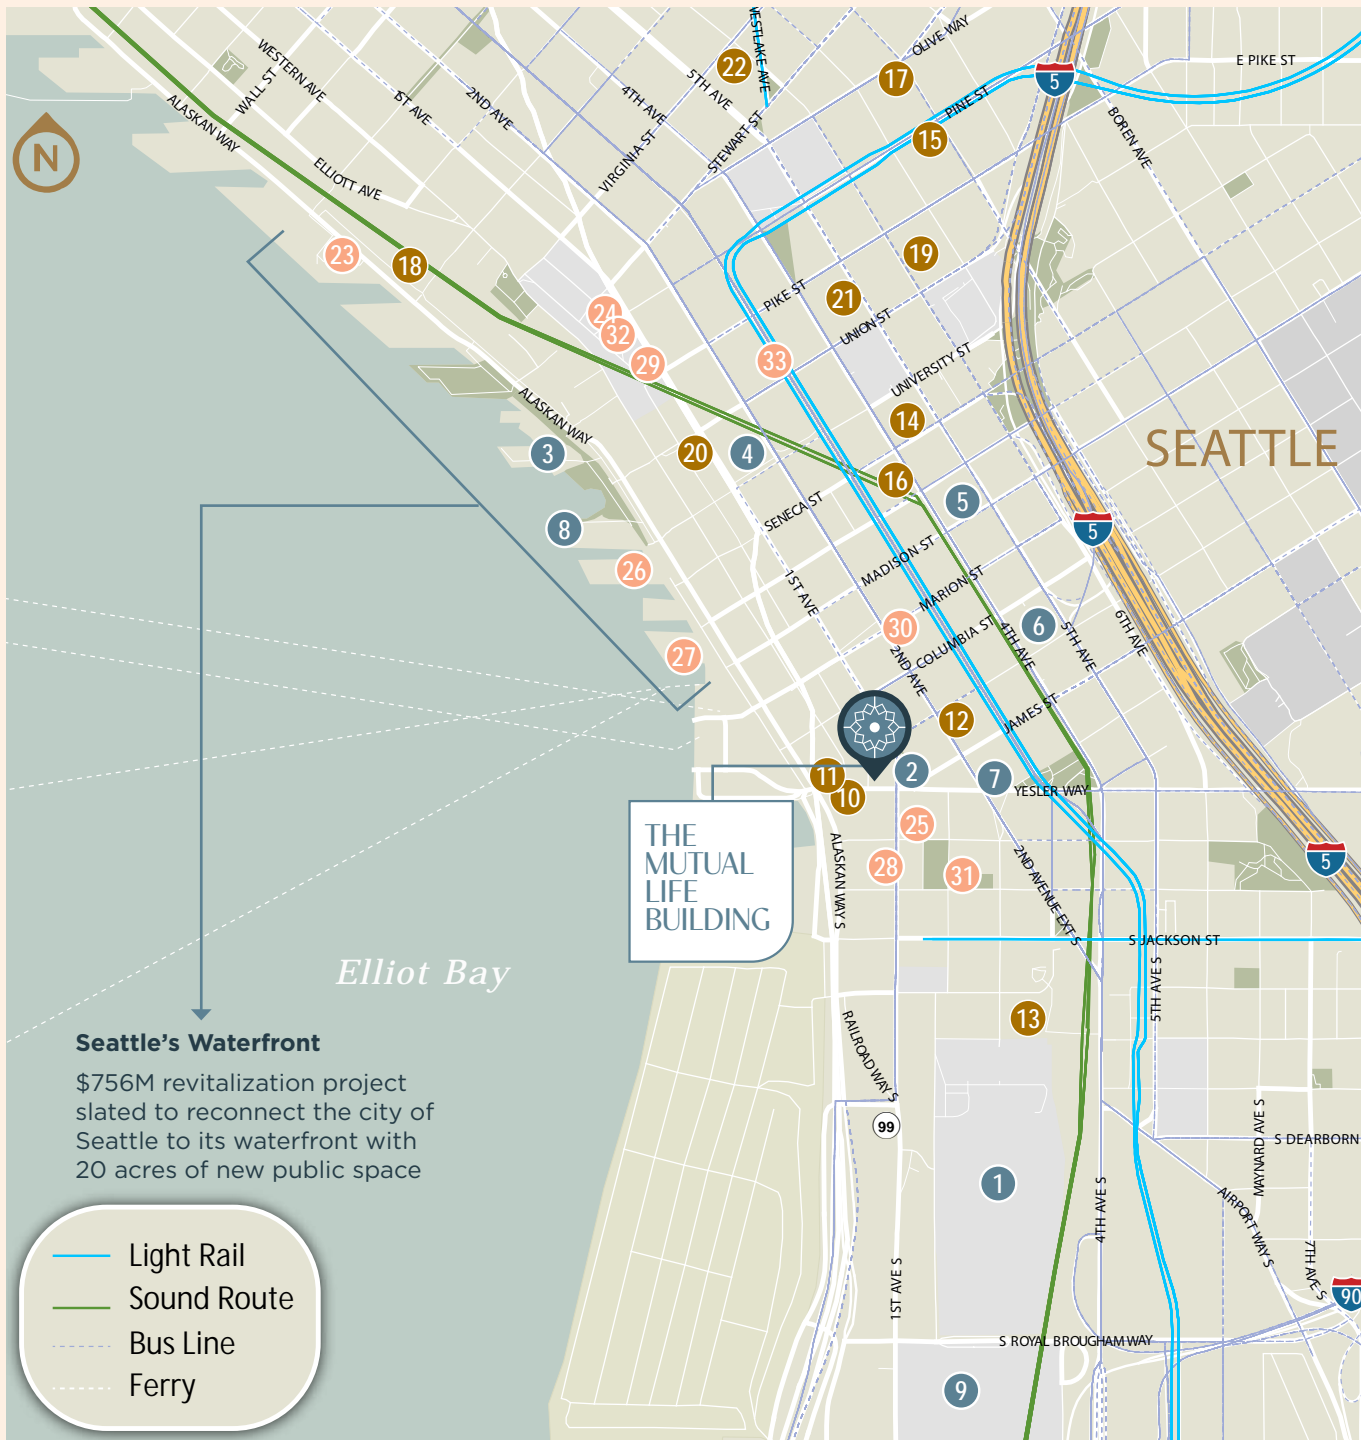 WESTLAKE AVE
OLIVE WAY
E PIKE ST
WESTERN AVE
WALL ST
ALASKAN WAY
1ST AVE
2ND AVE
4TH AVE
5TH AVE
22
17
5
PINE ST
15
BOREN AVE
STEWART ST
VIRGINIA ST
N
ELLIOTT AVE
23
18
19
PIKE ST
21
UNION ST
24
32
29
33
UNIVERSITY ST
ALASKAN WAY
14
SEATTLE
3
20
4
16
5
SENECA ST
8
5
26
MADISON ST
MARION ST
1ST AVE
30
COLUMBIA ST
4TH AVE
6
5TH AVE
6TH AVE
27
2ND AVE
12
JAMES ST
11
10
2
7
YESLER WAY
THE
MUTUAL
LIFE
BUILDING
25
28
31
5
ALASKAN WAY S
2ND AVENUE EXT S
S JACKSON ST
Elliot Bay
5TH AVE S
13
RAILROAD WAY S
99
Seattle's Waterfront
$756M revitalization project
slated to reconnect the city of
Seattle to its waterfront with
20 acres of new public space
1
4TH AVE S
MAYNARD AVE S
S DEARBORN
AIRPORT WAY S
7TH AVE S
90
1ST AVE S
S ROYAL BROUGHAM WAY
9
Light Rail
Sound Route
Bus Line
Ferry